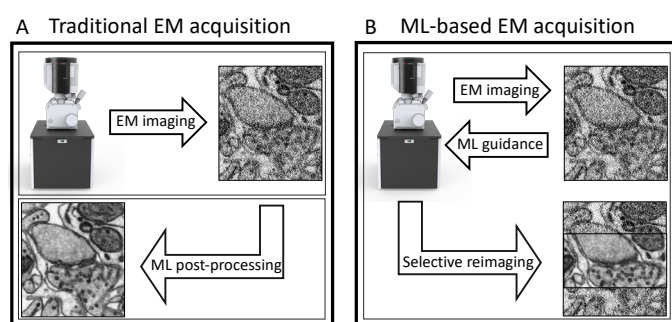 A Traditional EM acquisition
EM imaging
ML post-processing
B ML-based EM acquisition
EM imaging
ML guidance
Selective reimaging